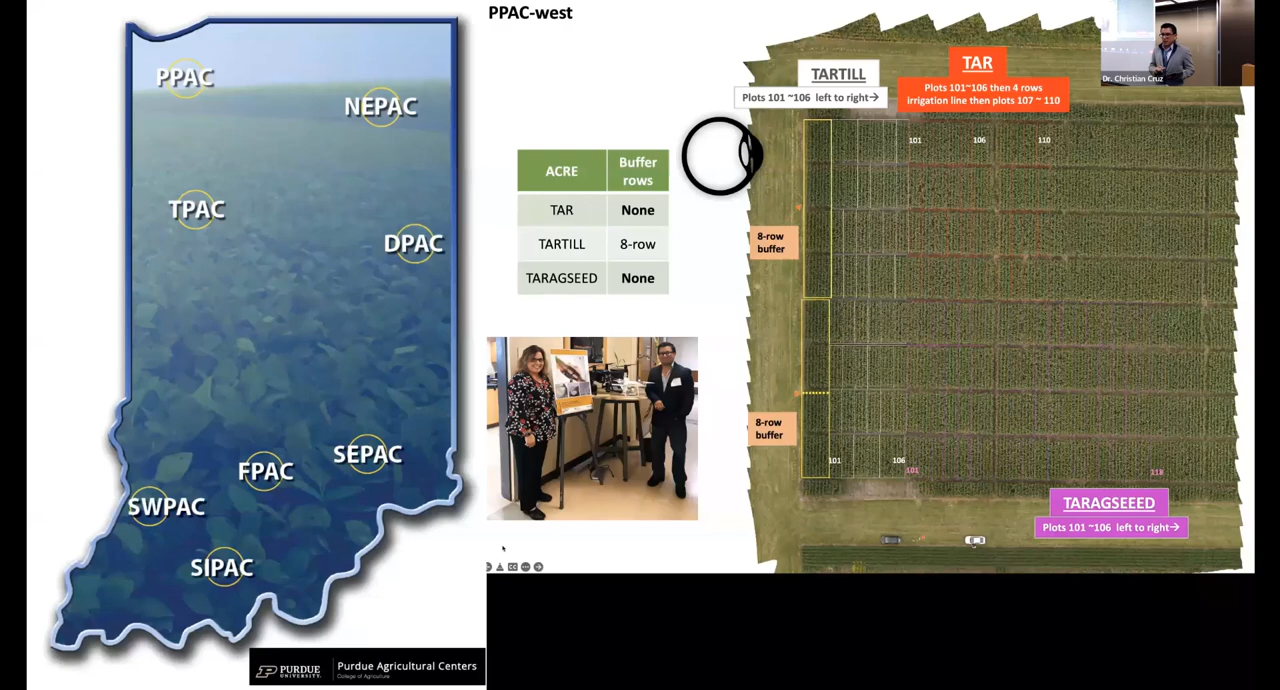 PPAC
NEPAC
TPAC
DPAC
SEPAC
FPAC
SWPAC
SIPAC
PURDUE
UNIVERSITY
Purdue Agricultural Centers
College of Agriculture
PPAC-west
ACRE
Buffer
rows
TAR
None
TARTILL
8-row
TARAGSEED
None
TARTILL
Plots 101 ~106 left to right→
TAR
Plots 101~106 then 4 rows
irrigation line then plots 107 ~ 110
Dr. Christian Cruz
101
106
110
8-row
buffer
8-row
buffer
101
106
101
118
TARAGSEEED
Plots 101 ~106 left to right→
CC